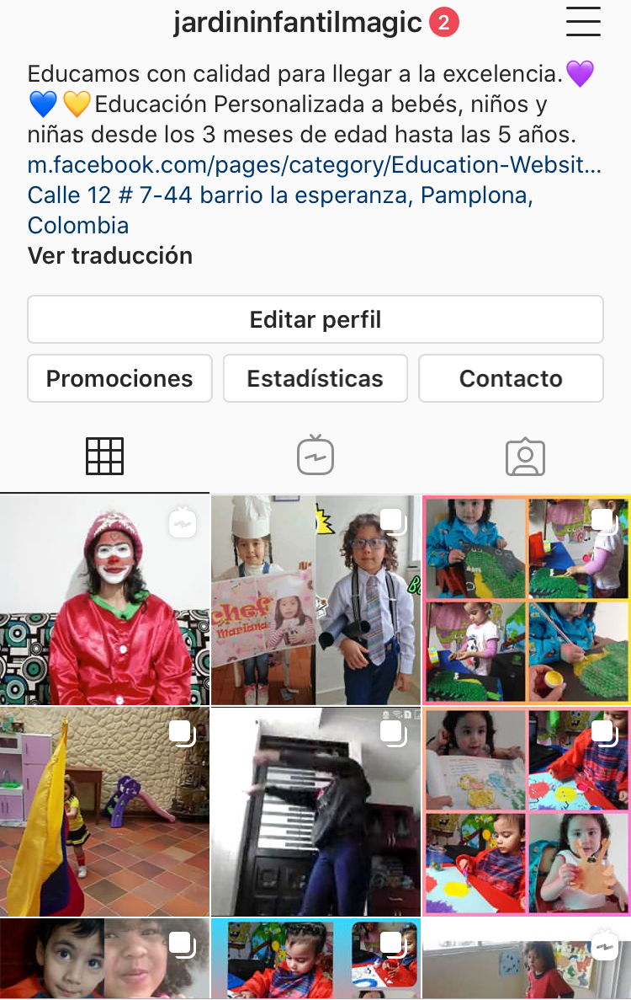 jardininfantilmagic 2
Educamos con calidad para llegar a la excelencia.💜
💙💛Educación Personalizada a bebés, niños y
niñas desde los 3 meses de edad hasta las 5 años.
m.facebook.com/pages/category/Education-Websit...
Calle 12 # 7-44 barrio la esperanza, Pamplona,
Colombia
Ver traducción
Editar perfil
Promociones Estadísticas Contacto
chef
Mariana